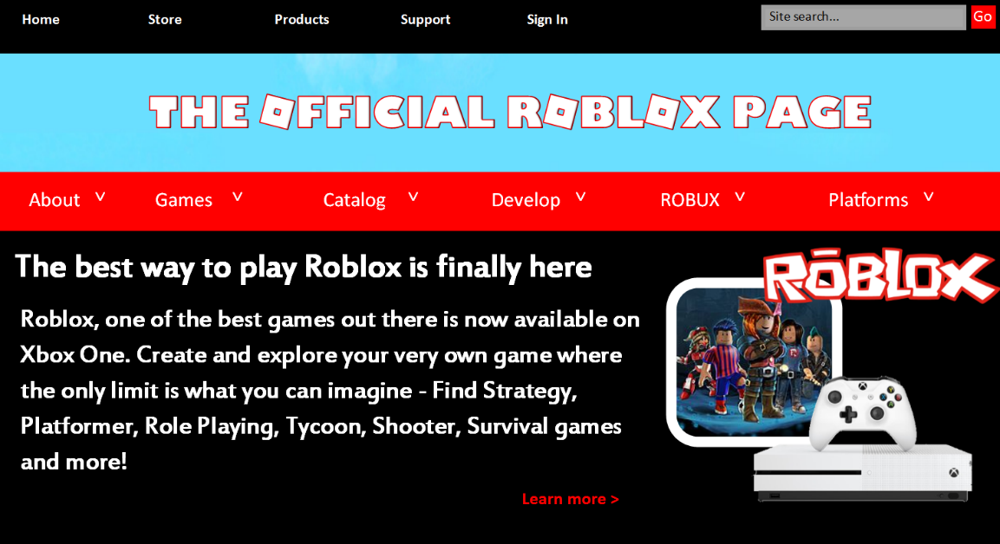 Home Store Products Support Sign In Site search... Go
THE OFFICIAL ROBLOX PAGE
About ˅ Games ˅ Catalog ˅ Develop ˅ ROBUX ˅ Platforms ˅
The best way to play Roblox is finally here
ROBLOX
Roblox, one of the best games out there is now available on
Xbox One. Create and explore your very own game where
the only limit is what you can imagine - Find Strategy,
Platformer, Role Playing, Tycoon, Shooter, Survival games
and more!
Learn more >